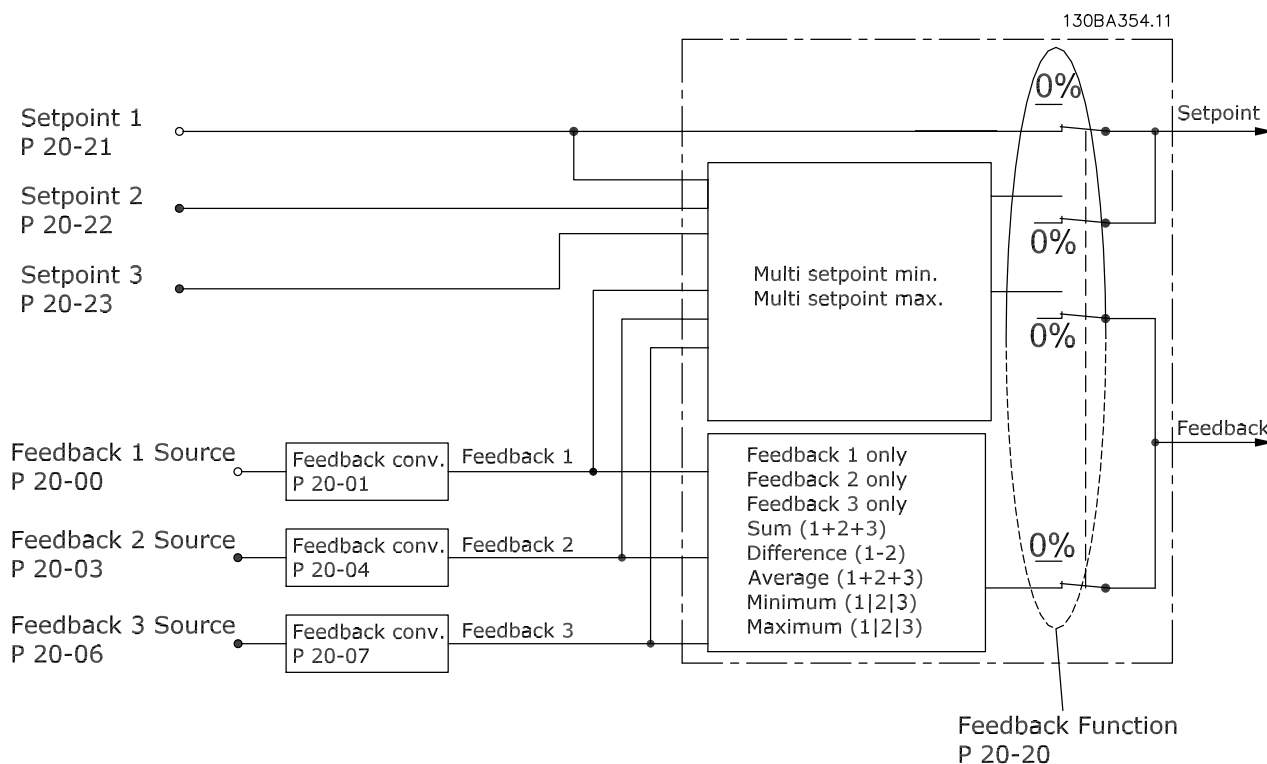 130BA354.11
0%
Setpoint 1
P 20-21
Setpoint
Setpoint 2
P 20-22
0%
Setpoint 3
P 20-23
Multi setpoint min.
Multi setpoint max.
0%
Feedback
Feedback 1 Source
P 20-00
Feedback conv.
P 20-01
Feedback 1
Feedback 1 only
Feedback 2 only
Feedback 3 only
Sum (1+2+3)
Difference (1-2)
Average (1+2+3)
Minimum (1|2|3)
Maximum (1|2|3)
0%
Feedback 2 Source
P 20-03
Feedback conv.
P 20-04
Feedback 2
Feedback 3 Source
P 20-06
Feedback conv.
P 20-07
Feedback 3
Feedback Function
P 20-20